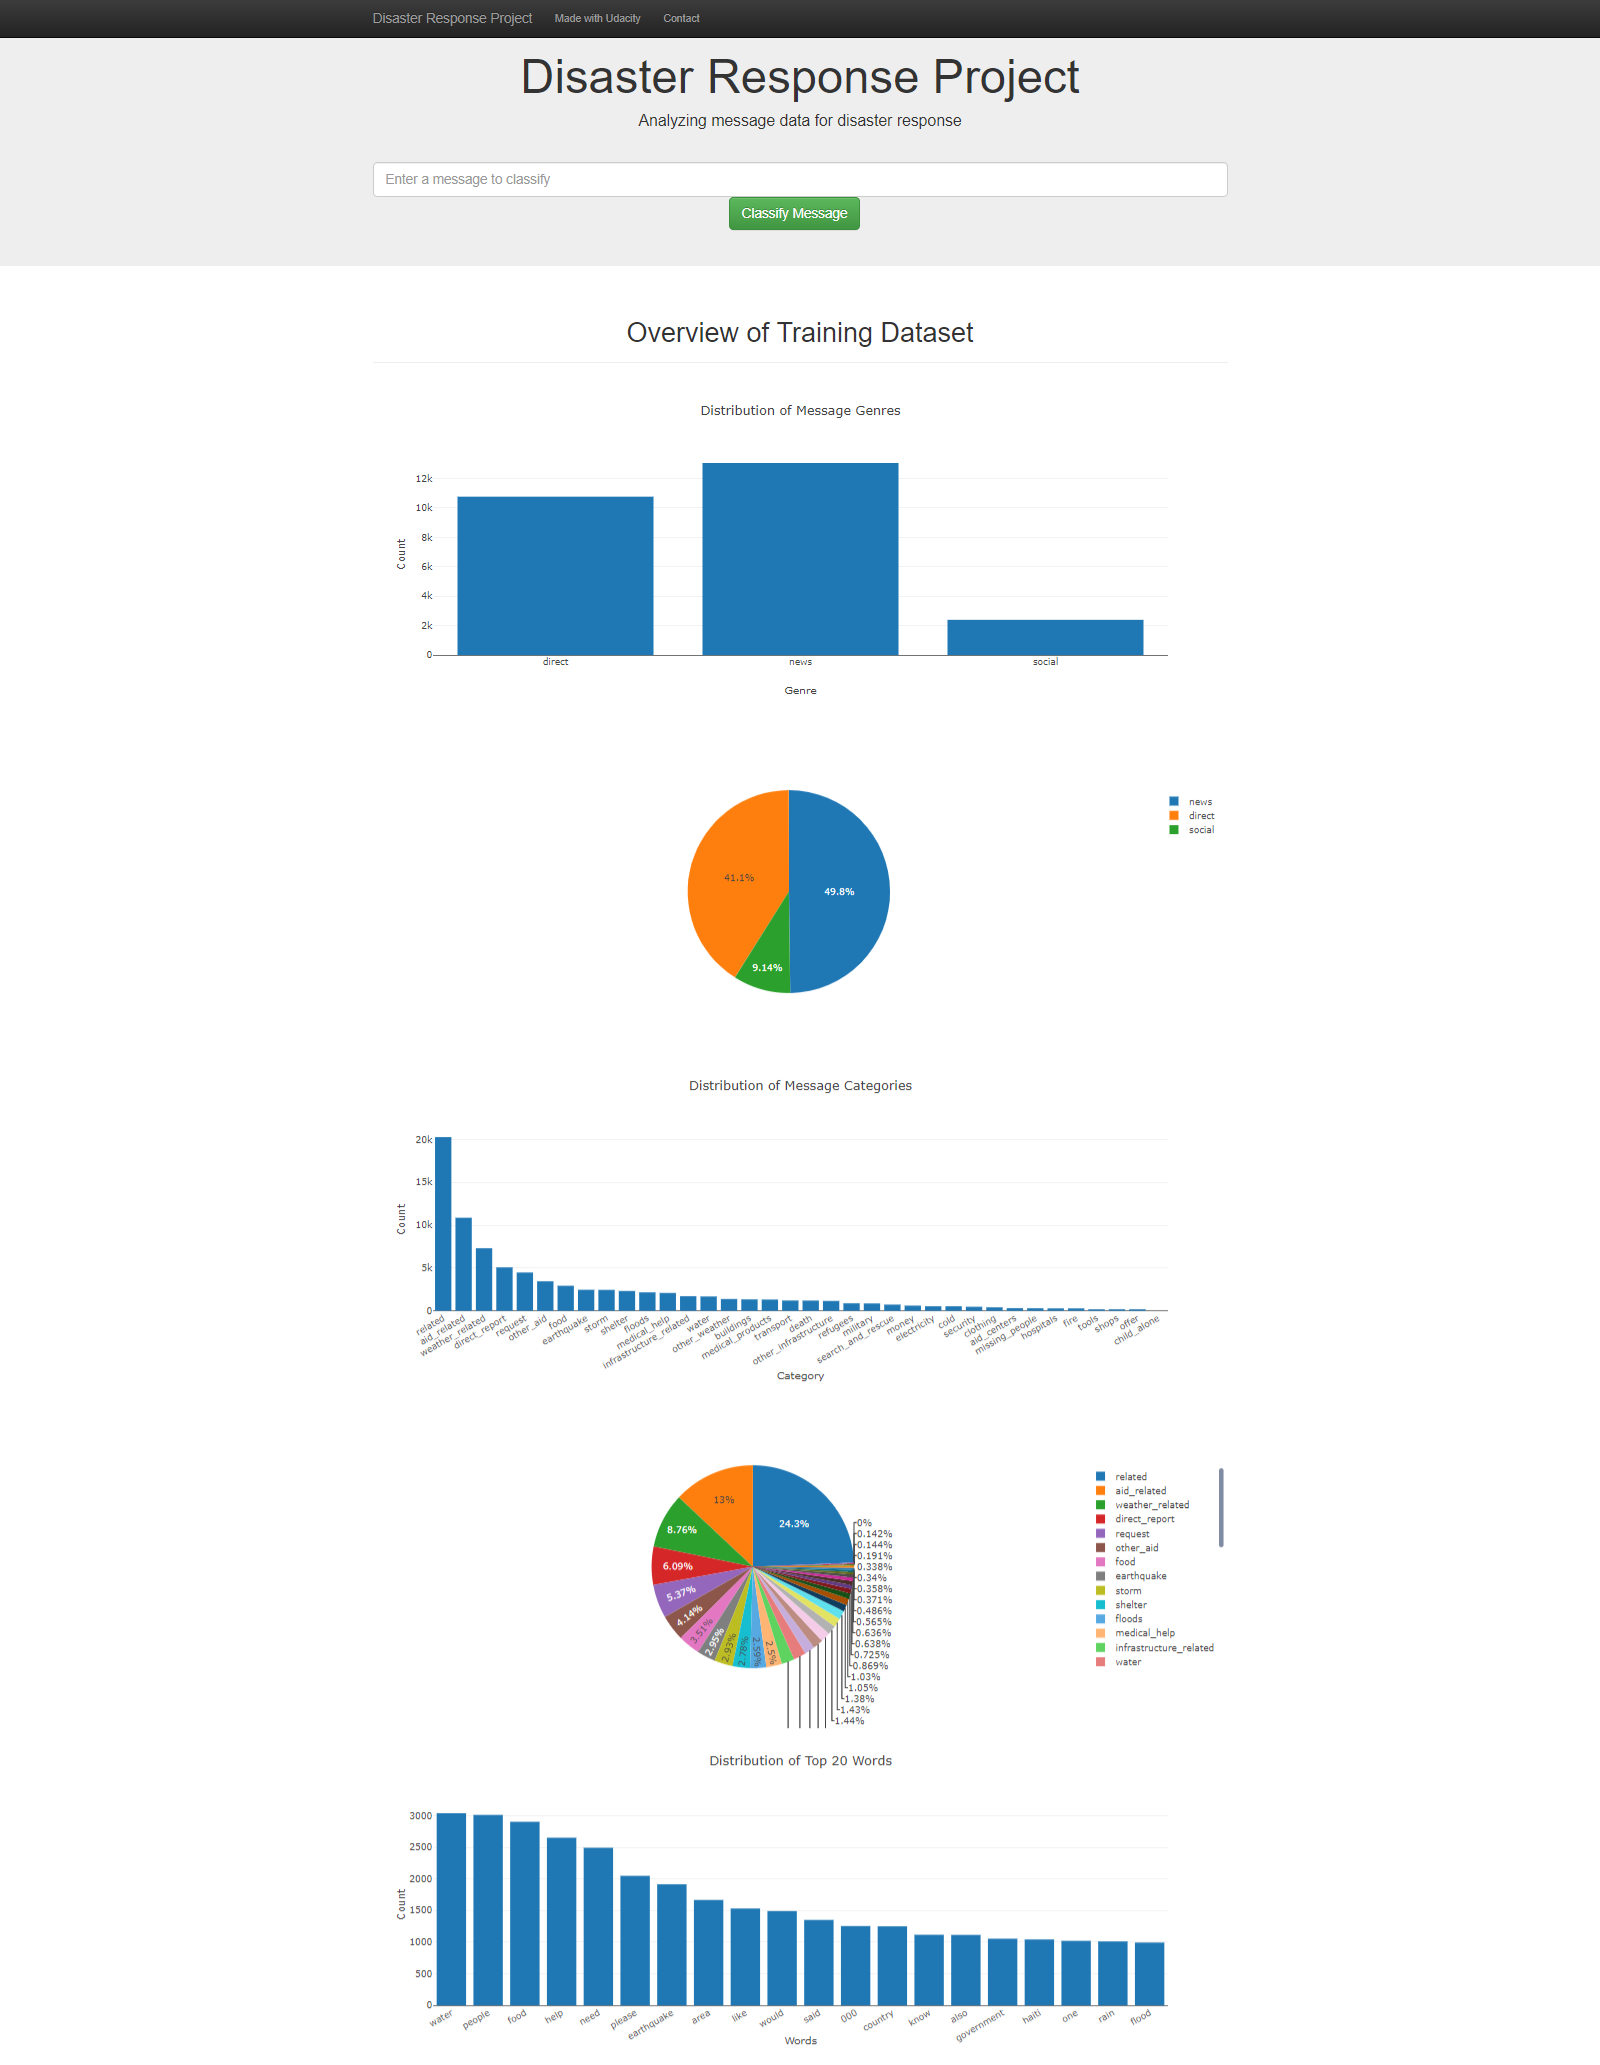 Disaster Response Project Made with Udacity Contact
Disaster Response Project
Analyzing message data for disaster response
Enter a message to classify
Classify Message
Overview of Training Dataset
Distribution of Message Genres
12k
10k
8k
6k
4k
2k
0
Count
direct news social
Genre
41.1%
49.8%
9.14%
news
direct
social
Distribution of Message Categories
20k
15k
10k
5k
0
Count
related
aid_related
weather_related
direct_report
request
other_aid
food
earthquake
storm
shelter
floods
medical_help
infrastructure_related
water
other_weather
buildings
medical_products
transport
death
other_infrastructure
refugees
military
search_and_rescue
money
electricity
cold
security
clothing
aid_centers
missing_people
hospitals
fire
tools
shops
offer
child_alone
Category
24.3%
13%
8.76%
6.09%
5.37%
4.14%
3.51%
2.95%
2.93%
2.78%
2.59%
2.5%
0%
0.142%
0.144%
0.191%
0.338%
0.34%
0.358%
0.371%
0.486%
0.565%
0.636%
0.638%
0.725%
0.869%
1.03%
1.05%
1.38%
1.43%
1.44%
related
aid_related
weather_related
direct_report
request
other_aid
food
earthquake
storm
shelter
floods
medical_help
infrastructure_related
water
Distribution of Top 20 Words
3000
2500
2000
1500
1000
500
0
Count
water
people
food
help
need
please
earthquake
area
like
would
said
000
country
know
also
government
haiti
one
rain
flood
Words